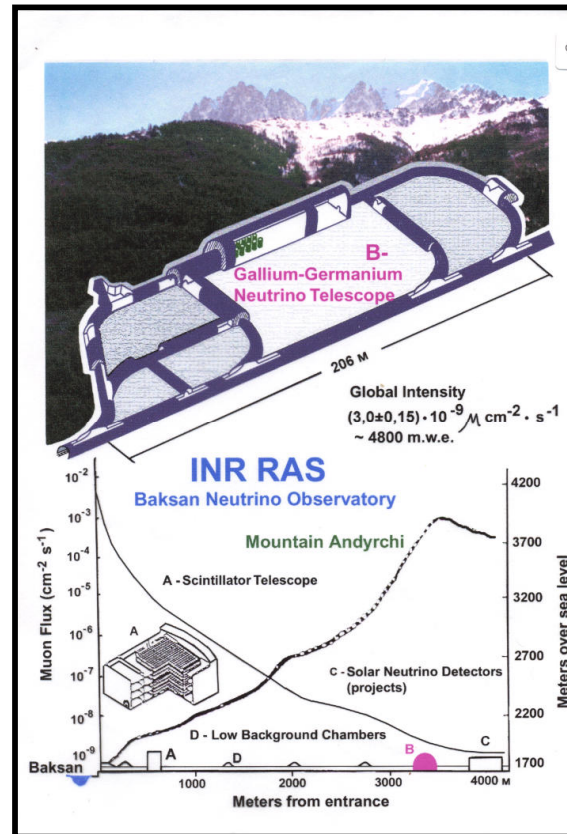 B-
Gallium-Germanium
Neutrino Telescope
206 м
Global Intensity
(3,0±0,15)·10⁻⁹ μ cm⁻² · s⁻¹
~ 4800 m.w.e.
INR RAS
Baksan Neutrino Observatory
Mountain Andyrchi
A - Scintillator Telescope
A
C - Solar Neutrino Detectors
(projects)
D - Low Background Chambers
Muon Flux (cm⁻² s⁻¹)
10⁻²
10⁻³
10⁻⁴
10⁻⁵
10⁻⁶
10⁻⁷
10⁻⁸
10⁻⁹
4200
3700
3200
2700
2200
1700
Meters over sea level
Baksan
A
D
B
C
0 1000 2000 3000 4000 м
Meters from entrance